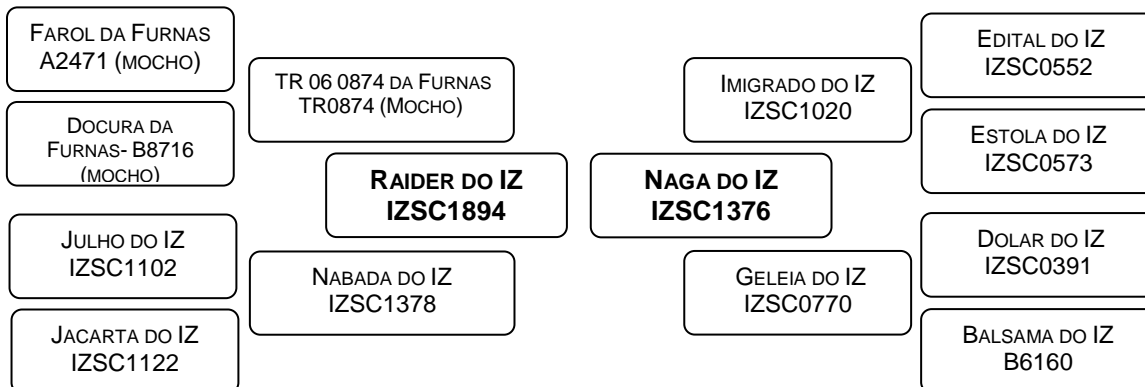 FAROL DA FURNAS
A2471 (MOCHO)
DOCURA DA
FURNAS- B8716
(MOCHO)
JULHO DO IZ
IZSC1102
JACARTA DO IZ
IZSC1122
TR 06 0874 DA FURNAS
TR0874 (MOCHO)
NABADA DO IZ
IZSC1378
RAIDER DO IZ
IZSC1894
NAGA DO IZ
IZSC1376
IMIGRADO DO IZ
IZSC1020
GELEIA DO IZ
IZSC0770
EDITAL DO IZ
IZSC0552
ESTOLA DO IZ
IZSC0573
DOLAR DO IZ
IZSC0391
BALSAMA DO IZ
B6160